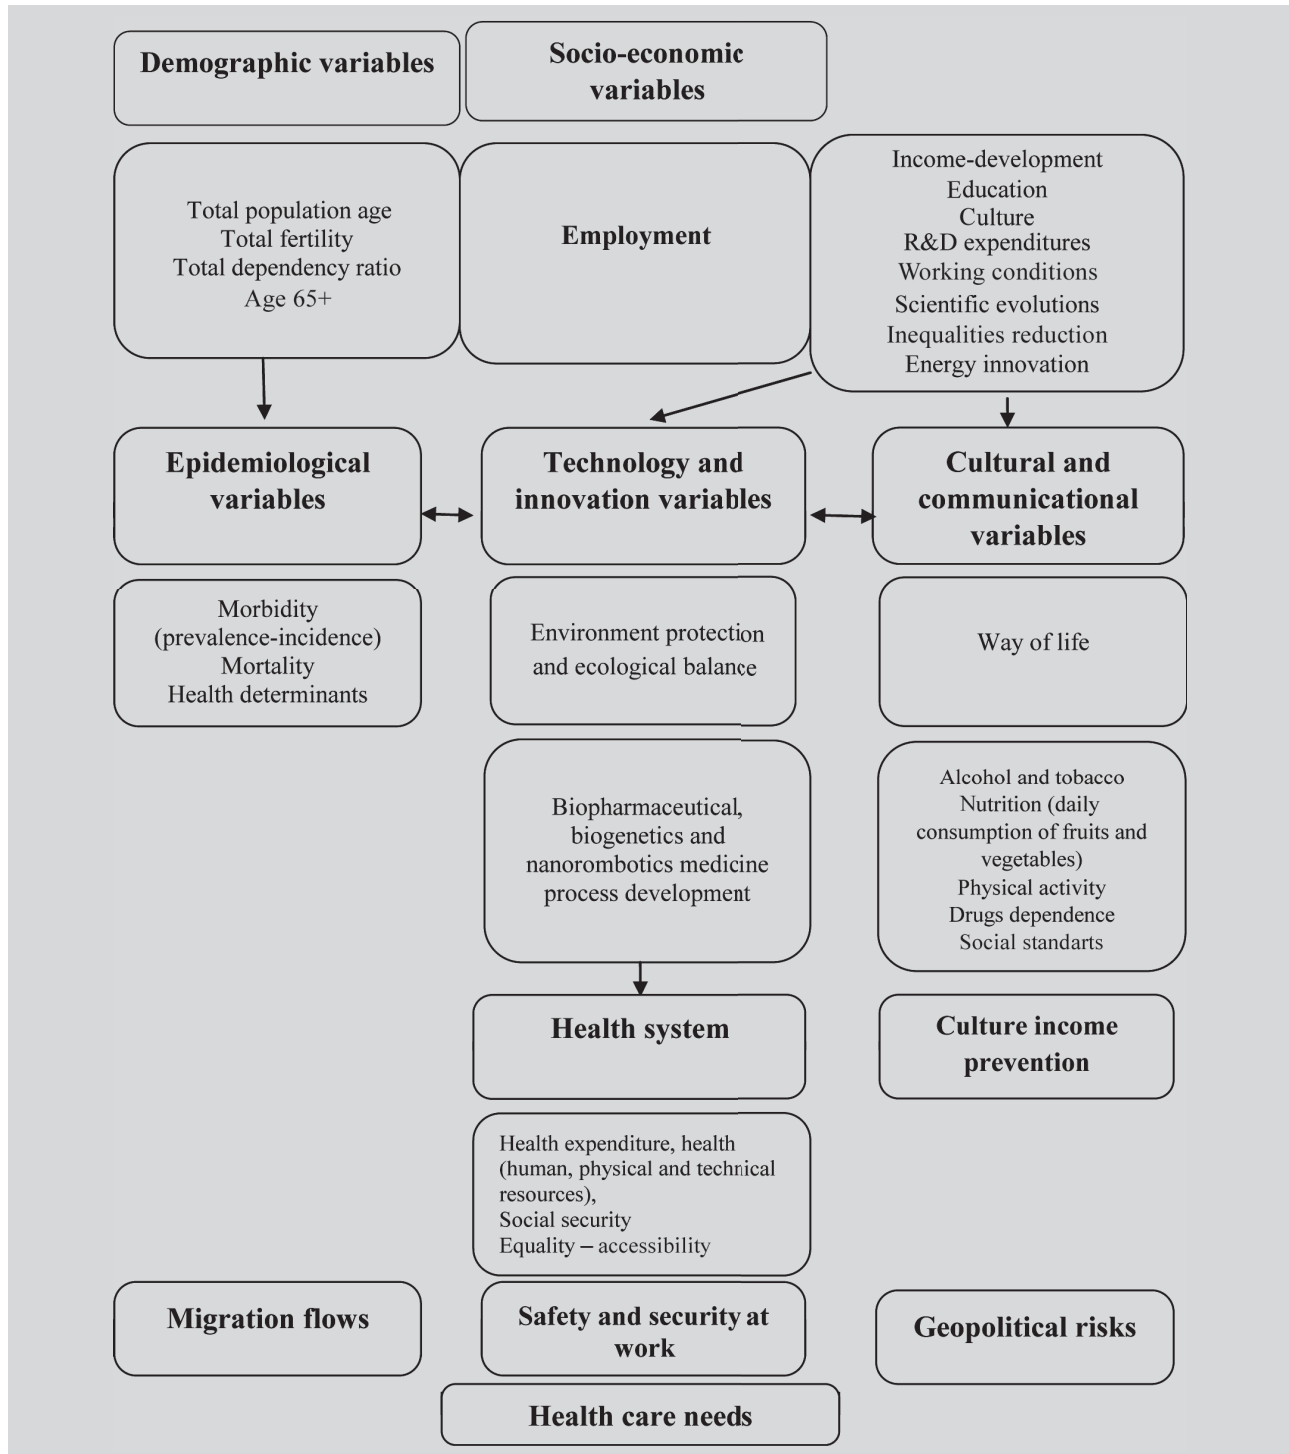 Demographic variables
Socio-economic
variables
Total population age
Total fertility
Total dependency ratio
Age 65+
Employment
Income-development
Education
Culture
R&D expenditures
Working conditions
Scientific evolutions
Inequalities reduction
Energy innovation
Epidemiological
variables
Technology and
innovation variables
Cultural and
communicational
variables
Morbidity
(prevalence-incidence)
Mortality
Health determinants
Environment protection
and ecological balance
Way of life
Biopharmaceutical,
biogenetics and
nanorombotics medicine
process development
Alcohol and tobacco
Nutrition (daily
consumption of fruits and
vegetables)
Physical activity
Drugs dependence
Social standarts
Health system
Culture income
prevention
Health expenditure, health
(human, physical and technical
resources),
Social security
Equality – accessibility
Migration flows
Safety and security at
work
Geopolitical risks
Health care needs